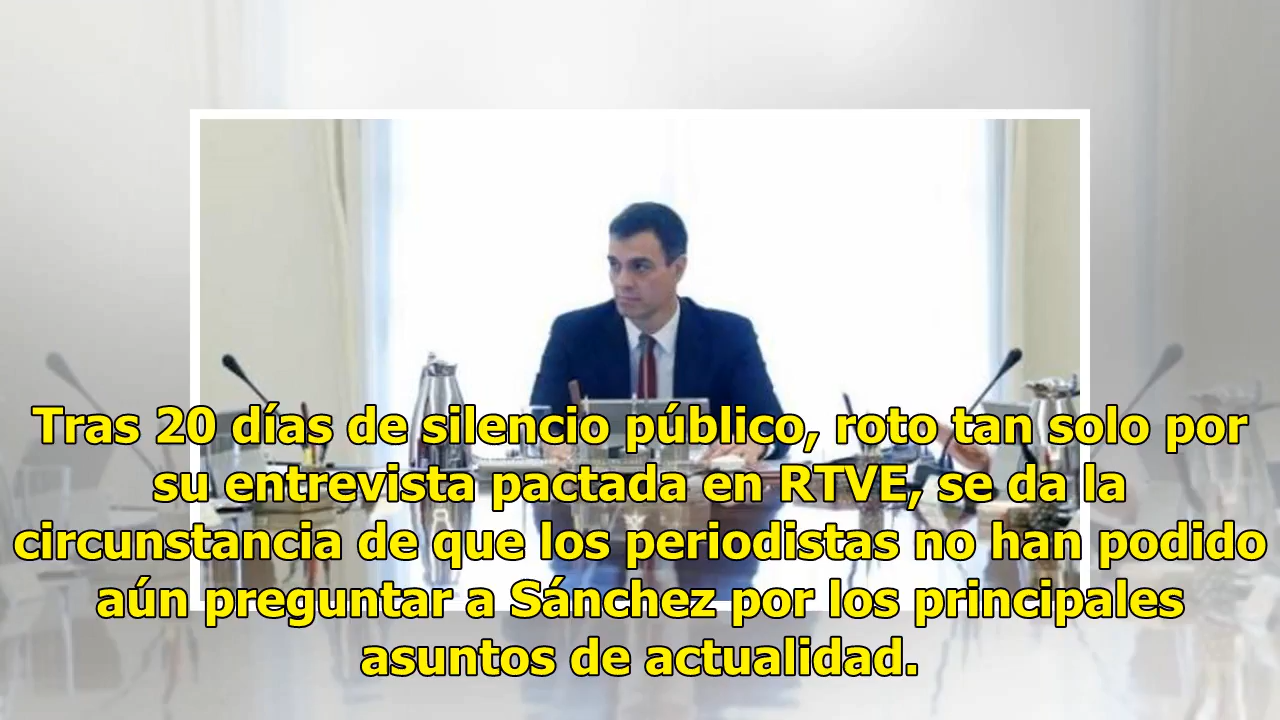 Tras 20 días de silencio público, roto tan solo por
su entrevista pactada en RTVE, se da la
circunstancia de que los periodistas no han podido
aún preguntar a Sánchez por los principales
asuntos de actualidad.